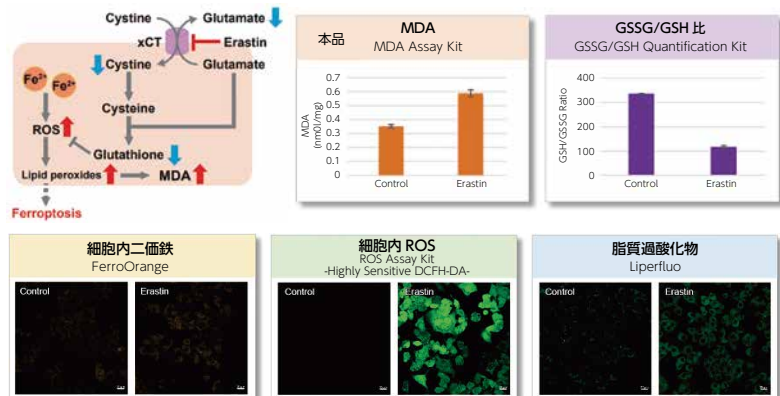 Cystine Glutamate
xCT Erastin
Cystine Glutamate
Fe2+ Fe2+
Cysteine
ROS
Glutathione
Lipid peroxides MDA
Ferroptosis
本品 MDA
MDA Assay Kit
MDA
(nmol/mg)
0.7
0.6
0.5
0.4
0.3
0.2
0.1
0
Control Erastin
GSSG/GSH 比
GSSG/GSH Quantification Kit
GSH/GSSG Ratio
400
300
200
100
0
Control Erastin
細胞内二価鉄
FerroOrange
Control Erastin
細胞内 ROS
ROS Assay Kit
-Highly Sensitive DCFH-DA-
Control Erastin
脂質過酸化物
Liperfluo
Control Erastin